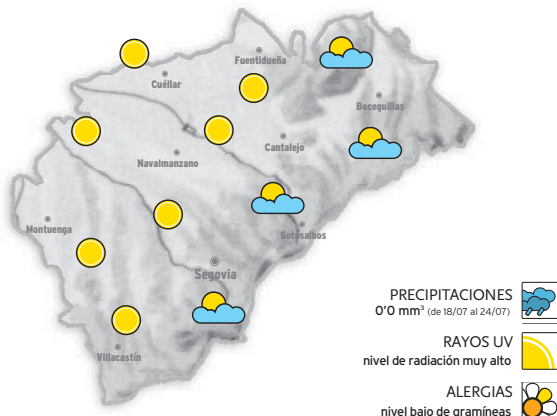 Fuentidueña
Cuéllar
Boceguillas
Cantalejo
Navalmanzano
Montuenga
Sotosalbos
Segovia
Villacastín
PRECIPITACIONES
0'0 mm³ (de 18/07 al 24/07)
RAYOS UV
nivel de radiación muy alto
ALERGIAS
nivel bajo de gramíneas